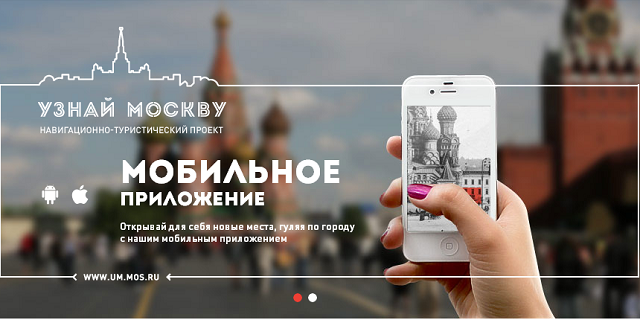 УЗНАЙ МОСКВУ
НАВИГАЦИОННО-ТУРИСТИЧЕСКИЙ ПРОЕКТ
МОБИЛЬНОЕ
ПРИЛОЖЕНИЕ
Открывай для себя новые места, гуляя по городу
с нашим мобильным приложением
WWW.UM.MOS.RU